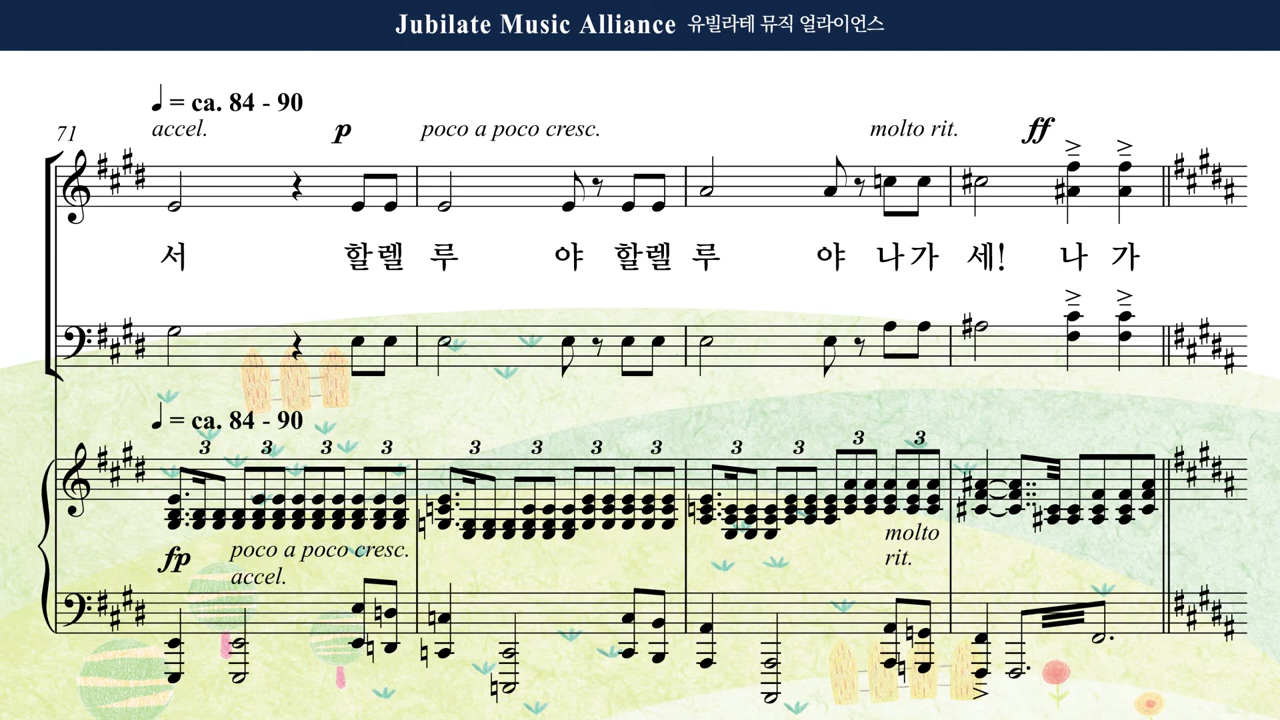 Jubilate Music Alliance 유빌라테 뮤직 얼라이언스
♩ = ca. 84 - 90
71 accel. p poco a poco cresc. molto rit. ff
서 할렐 루 야 할렐 루 야 나가 세! 나 가
♩ = ca. 84 - 90
3 3 3 3 3 3 3 3 3 3 3 3
fp poco a poco cresc. molto
accel. rit.